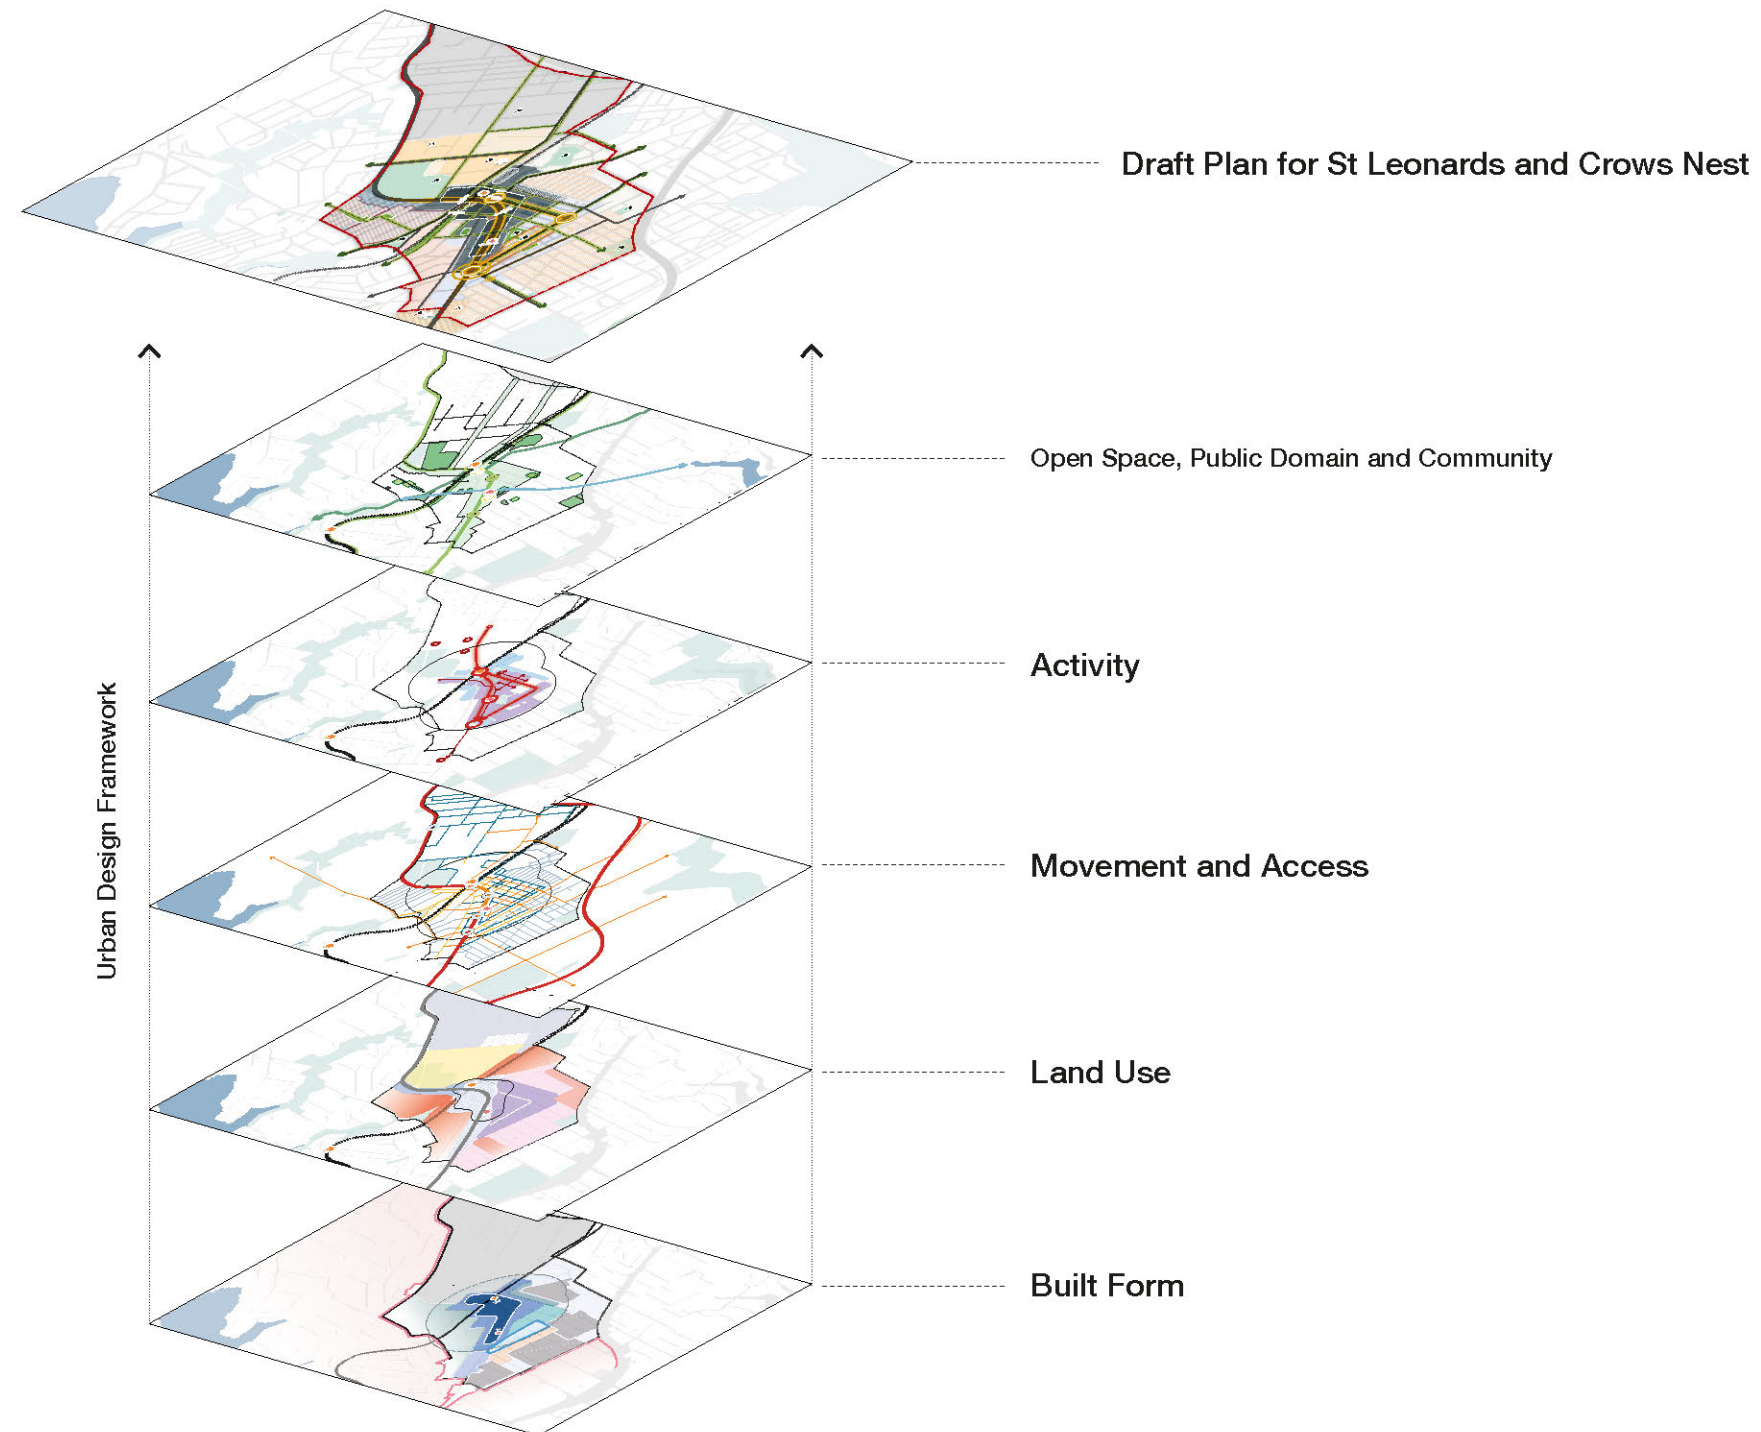 Draft Plan for St Leonards and Crows Nest
Open Space, Public Domain and Community
Activity
Urban Design Framework
Movement and Access
Land Use
Built Form